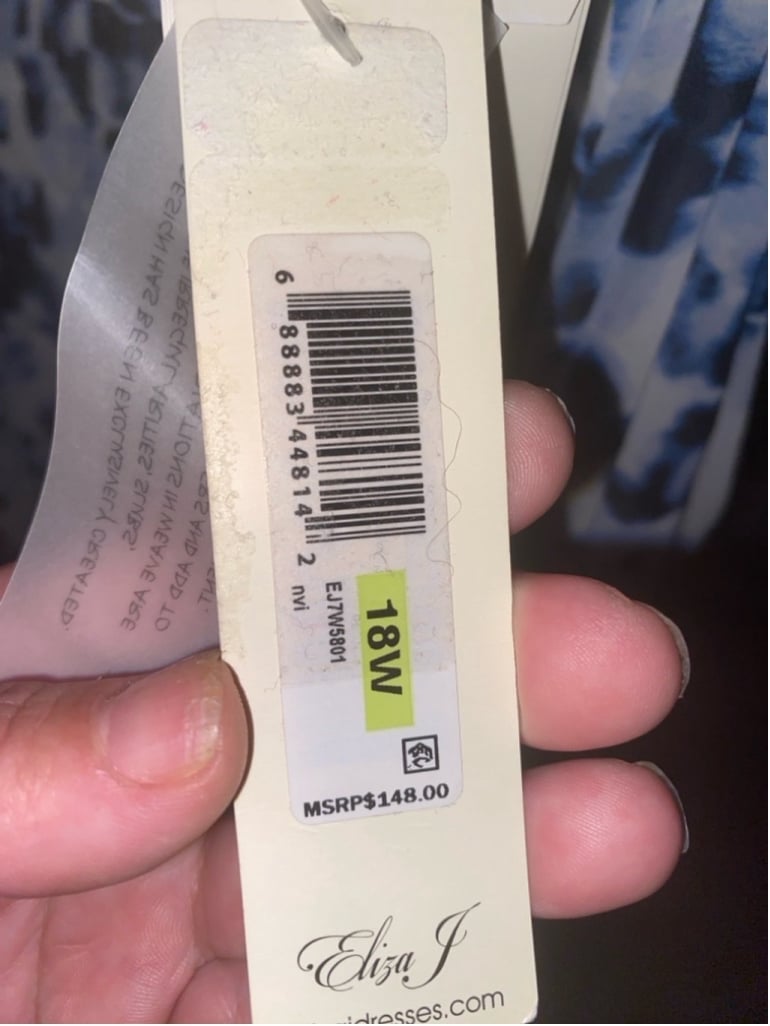 6 88883 44814 2
nvi
EJ7W5801
18W
MSRP$148.00
Eliza J
DESIGN HAS BEEN EXCLUSIVELY CREATED.
IRREGULARITIES, SLUBS,
IN WEAVE ARE
AND ADD TO